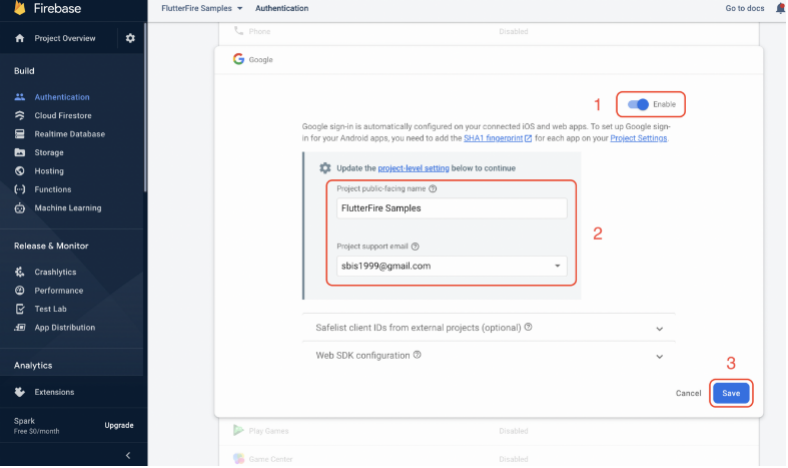 Firebase
FlutterFire Samples
Authentication
Go to docs
Project Overview
Build
Authentication
Cloud Firestore
Realtime Database
Storage
Hosting
Functions
Machine Learning
Release & Monitor
Crashlytics
Performance
Test Lab
App Distribution
Analytics
Extensions
Spark
Free $0/month
Upgrade
Phone
Disabled
Google
1
Enable
Google sign-in is automatically configured on your connected iOS and web apps. To set up Google sign-
in for your Android apps, you need to add the SHA1 fingerprint for each app on your Project Settings.
Update the project-level setting below to continue
Project public-facing name
FlutterFire Samples
2
Project support email
sbis1999@gmail.com
Safelist client IDs from external projects (optional)
Web SDK configuration
3
Cancel
Save
Play Games
Disabled
Game Center
Disabled